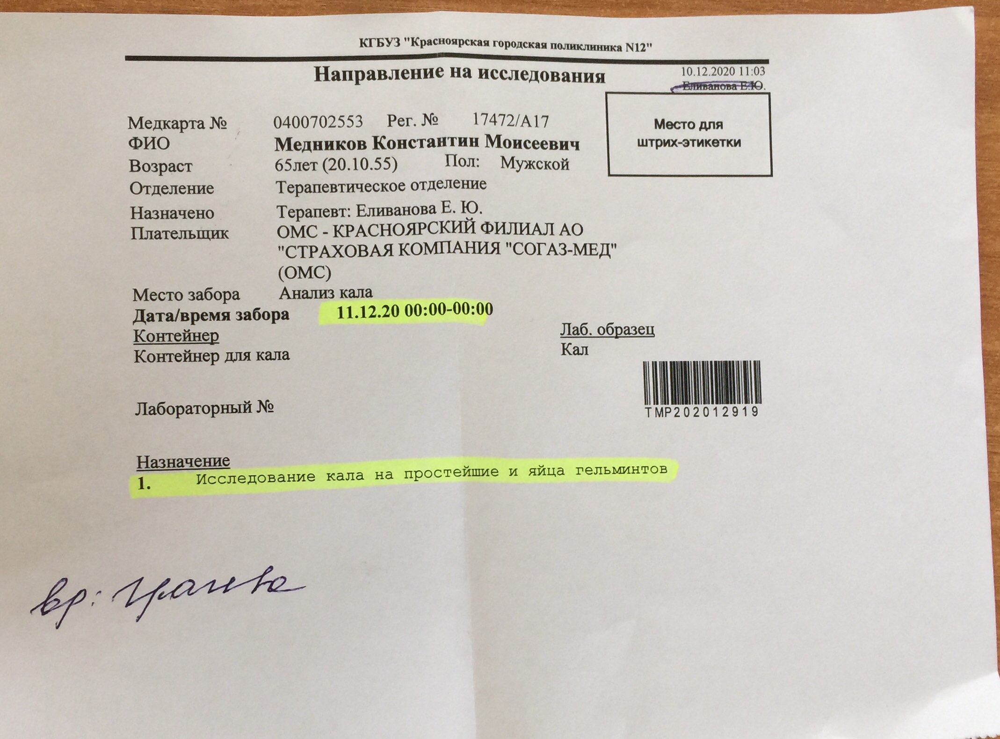 КГБУЗ "Красноярская городская поликлиника N12"
Направление на исследования
10.12.2020 11:03
Еливанова Е.Ю.
Место для
штрих-этикетки
Медкарта № 0400702553 Рег. № 17472/А17
ФИО Медников Константин Моисеевич
Возраст 65лет (20.10.55) Пол: Мужской
Отделение Терапевтическое отделение
Назначено Терапевт: Еливанова Е. Ю.
Плательщик ОМС - КРАСНОЯРСКИЙ ФИЛИАЛ АО
"СТРАХОВАЯ КОМПАНИЯ "СОГАЗ-МЕД"
(ОМС)
Место забора Анализ кала
Дата/время забора 11.12.20 00:00-00:00
Контейнер Лаб. образец
Контейнер для кала Кал
TMP202012919
Лабораторный №
Назначение
1. Исследование кала на простейшие и яйца гельминтов
вр: